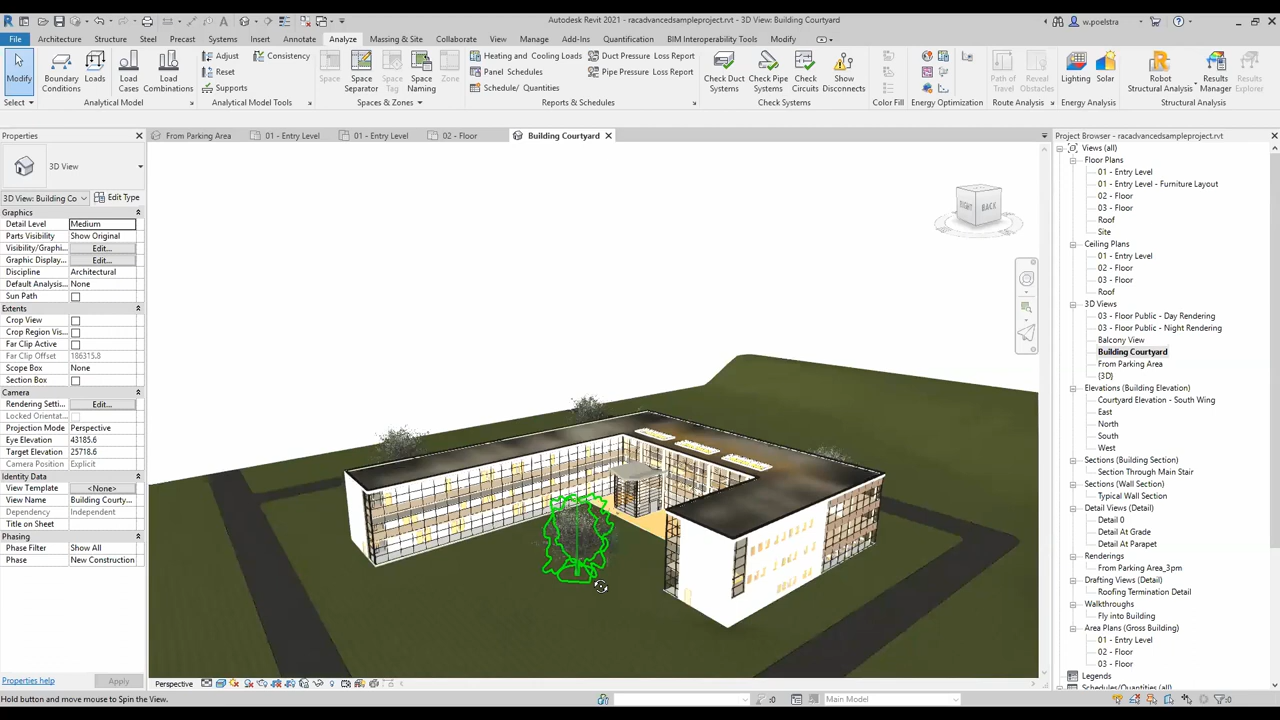 Autodesk Revit 2021 - racadvancedsampleproject.rvt - 3D View: Building Courtyard
w.poelstra
File Architecture Structure Steel Precast Systems Insert Annotate Analyze Massing & Site Collaborate View Manage Add-Ins Quantification BIM Interoperability Tools Modify
Modify
Select
Boundary Conditions
Loads
Load Cases
Load Combinations
Analytical Model
Adjust
Reset
Supports
Consistency
Analytical Model Tools
Space
Space Separator
Space Tag
Space Naming
Zone
Spaces & Zones
Heating and Cooling Loads
Panel Schedules
Schedule/ Quantities
Duct Pressure Loss Report
Pipe Pressure Loss Report
Reports & Schedules
Check Duct Systems
Check Pipe Systems
Check Circuits
Show Disconnects
Check Systems
Color Fill
Energy Optimization
Path of Travel
Reveal Obstacles
Route Analysis
Lighting
Solar
Energy Analysis
Robot Structural Analysis
Results Manager
Results Explorer
Structural Analysis
From Parking Area
01 - Entry Level
01 - Entry Level
02 - Floor
Building Courtyard
Properties
3D View
3D View: Building Co
Edit Type
Graphics
Detail Level Medium
Parts Visibility Show Original
Visibility/Graphi... Edit...
Graphic Display... Edit...
Discipline Architectural
Default Analysis... None
Sun Path
Extents
Crop View
Crop Region Vis...
Far Clip Active
Far Clip Offset 186315.8
Scope Box None
Section Box
Camera
Rendering Setti... Edit...
Locked Orientat...
Projection Mode Perspective
Eye Elevation 43185.6
Target Elevation 25718.6
Camera Position Explicit
Identity Data
View Template <None>
View Name Building Courty...
Dependency Independent
Title on Sheet
Phasing
Phase Filter Show All
Phase New Construction
Properties help
Apply
RIGHT BACK
Project Browser - racadvancedsampleproject.rvt
Views (all)
Floor Plans
01 - Entry Level
01 - Entry Level - Furniture Layout
02 - Floor
03 - Floor
Roof
Site
Ceiling Plans
01 - Entry Level
02 - Floor
03 - Floor
Roof
3D Views
03 - Floor Public - Day Rendering
03 - Floor Public - Night Rendering
Balcony View
Building Courtyard
From Parking Area
{3D}
Elevations (Building Elevation)
Courtyard Elevation - South Wing
East
North
South
West
Sections (Building Section)
Section Through Main Stair
Sections (Wall Section)
Typical Wall Section
Detail Views (Detail)
Detail 0
Detail At Grade
Detail At Parapet
Renderings
From Parking Area_3pm
Drafting Views (Detail)
Roofing Termination Detail
Walkthroughs
Fly into Building
Area Plans (Gross Building)
01 - Entry Level
02 - Floor
03 - Floor
Legends
Schedules/Quantities (all)
Perspective
Hold button and move mouse to Spin the View.
:0
Main Model
:0